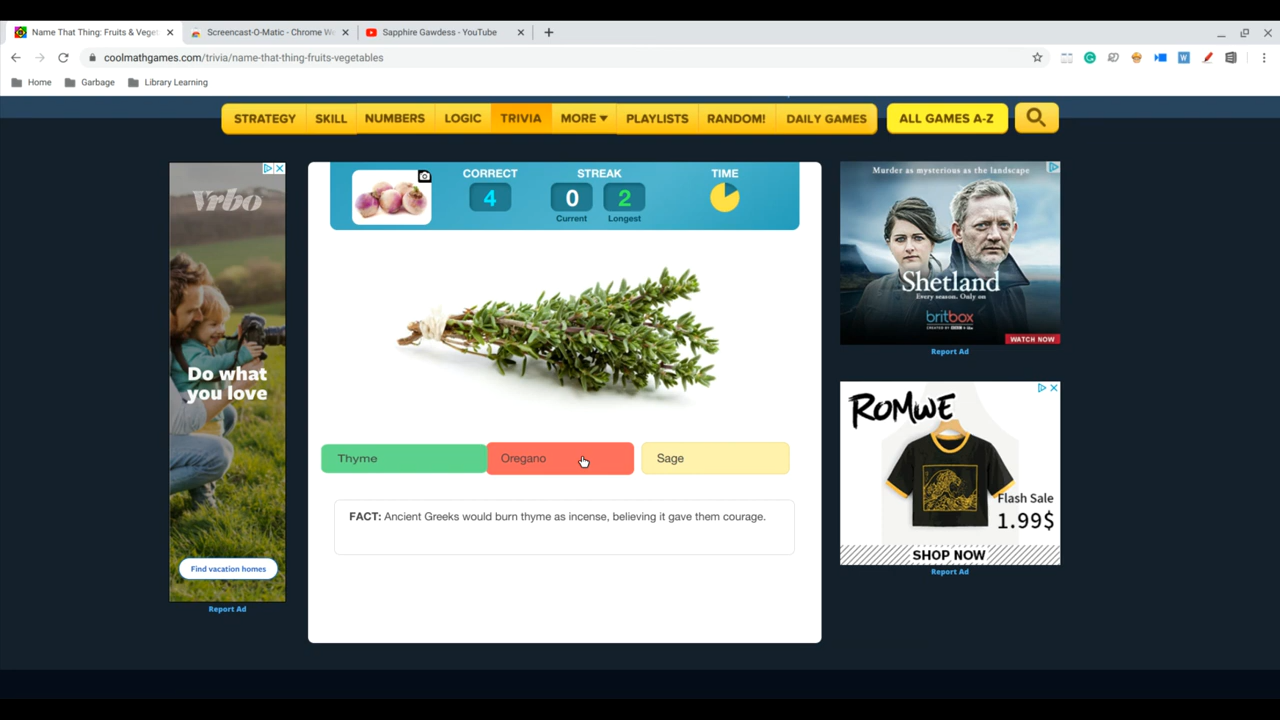 Name That Thing: Fruits & Veget
Screencast-O-Matic - Chrome We
Sapphire Gawdess - YouTube
coolmathgames.com/trivia/name-that-thing-fruits-vegetables
Home
Garbage
Library Learning
STRATEGY
SKILL
NUMBERS
LOGIC
TRIVIA
MORE
PLAYLISTS
RANDOM!
DAILY GAMES
ALL GAMES A-Z
Vrbo
Do what
you love
Find vacation homes
Report Ad
CORRECT
STREAK
TIME
4
0
2
Current
Longest
Thyme
Oregano
Sage
FACT: Ancient Greeks would burn thyme as incense, believing it gave them courage.
Murder as mysterious as the landscape
Shetland
Every season. Only on
britbox
WATCH NOW
Report Ad
ROMWE
Flash Sale
1.99$
SHOP NOW
Report Ad